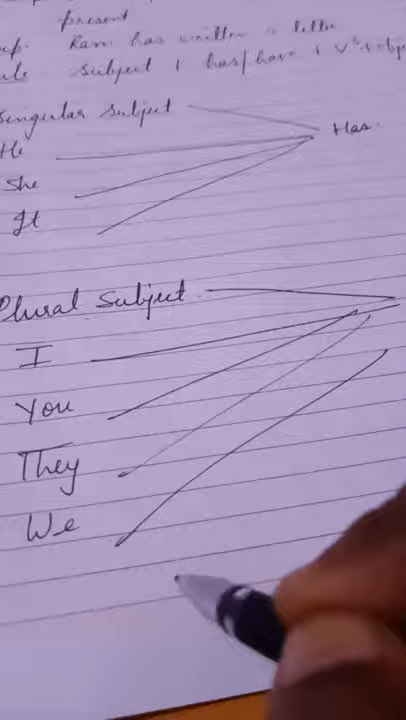 present
Ram has written a letter
Subject + has/have + V³ + obj
Singular Subject
Has.
He
She
It
Plural Subject
I
You
They
We